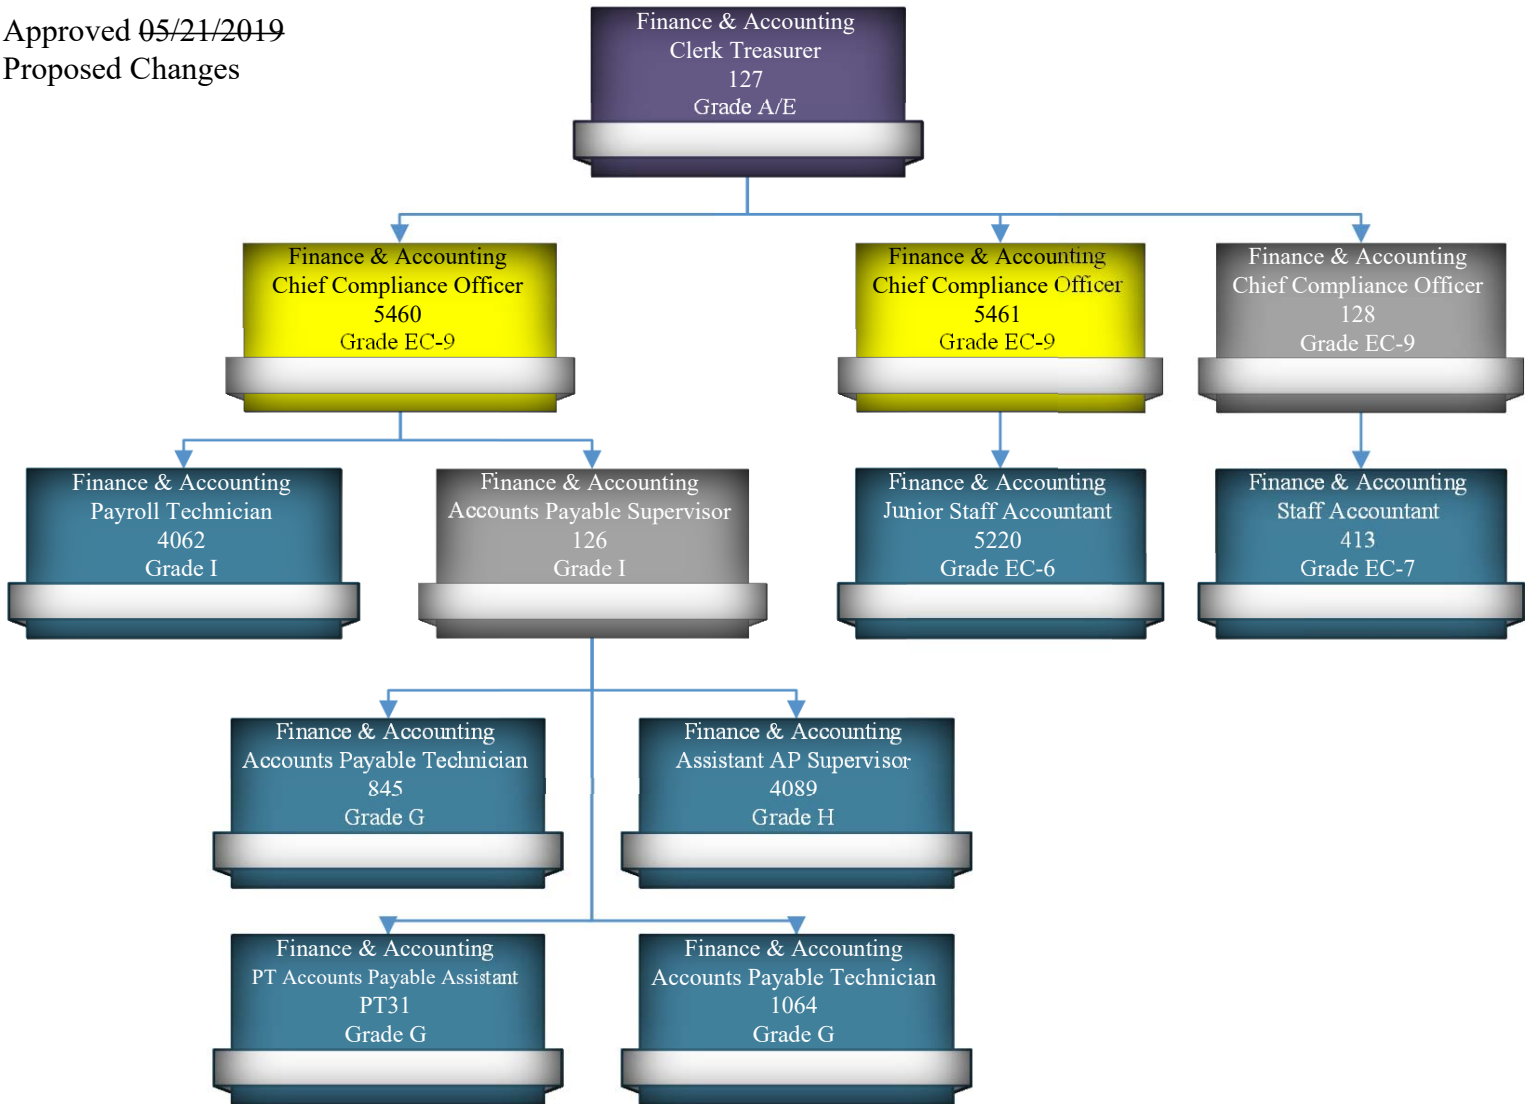 Approved 05/21/2019
Proposed Changes
Finance & Accounting
Clerk Treasurer
127
Grade A/E
Finance & Accounting
Chief Compliance Officer
5460
Grade EC-9
Finance & Accounting
Chief Compliance Officer
5461
Grade EC-9
Finance & Accounting
Chief Compliance Officer
128
Grade EC-9
Finance & Accounting
Payroll Technician
4062
Grade I
Finance & Accounting
Accounts Payable Supervisor
126
Grade I
Finance & Accounting
Junior Staff Accountant
5220
Grade EC-6
Finance & Accounting
Staff Accountant
413
Grade EC-7
Finance & Accounting
Accounts Payable Technician
845
Grade G
Finance & Accounting
Assistant AP Supervisor
4089
Grade H
Finance & Accounting
PT Accounts Payable Assistant
PT31
Grade G
Finance & Accounting
Accounts Payable Technician
1064
Grade G